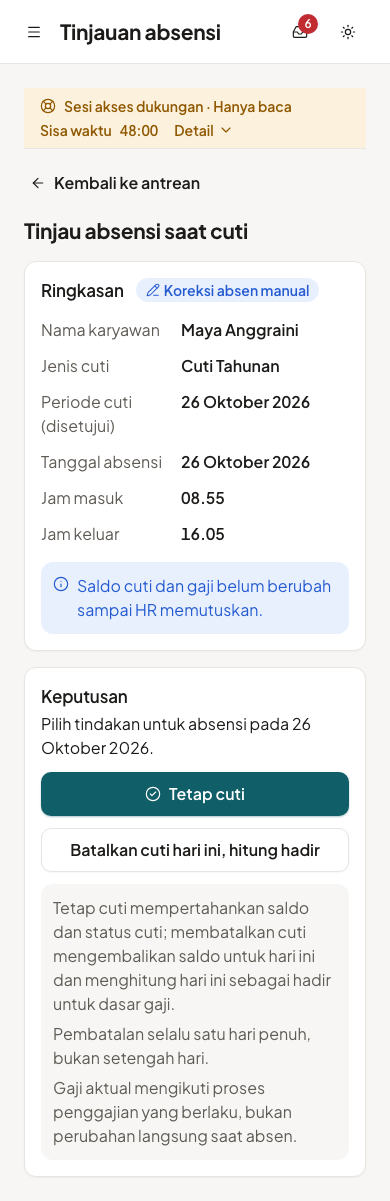 Tinjauan absensi
6
Sesi akses dukungan · Hanya baca
Sisa waktu 48:00 Detail
Kembali ke antrean
Tinjau absensi saat cuti
Ringkasan Koreksi absen manual
Nama karyawan Maya Anggraini
Jenis cuti Cuti Tahunan
Periode cuti 26 Oktober 2026
(disetujui)
Tanggal absensi 26 Oktober 2026
Jam masuk 08.55
Jam keluar 16.05
Saldo cuti dan gaji belum berubah
sampai HR memutuskan.
Keputusan
Pilih tindakan untuk absensi pada 26
Oktober 2026.
Tetap cuti
Batalkan cuti hari ini, hitung hadir
Tetap cuti mempertahankan saldo
dan status cuti; membatalkan cuti
mengembalikan saldo untuk hari ini
dan menghitung hari ini sebagai hadir
untuk dasar gaji.
Pembatalan selalu satu hari penuh,
bukan setengah hari.
Gaji aktual mengikuti proses
penggajian yang berlaku, bukan
perubahan langsung saat absen.